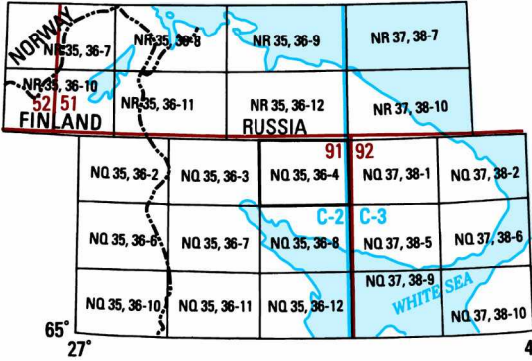 NORWAY
NR 35, 36-7
NR 35, 36-8
NR 35, 36-9
NR 37, 38-7
NR 35, 36-10
NR 35, 36-11
NR 35, 36-12
NR 37, 38-10
52 51
FINLAND
RUSSIA
91 92
NQ 35, 36-2
NQ 35, 36-3
NQ 35, 36-4
NQ 37, 38-1
NQ 37, 38-2
C-2 C-3
NQ 35, 36-6
NQ 35, 36-7
NQ 35, 36-8
NQ 37, 38-5
NQ 37, 38-6
NQ 37, 38-9
WHITE SEA
NQ 35, 36-10
NQ 35, 36-11
NQ 35, 36-12
NQ 37, 38-10
65°
27°
4